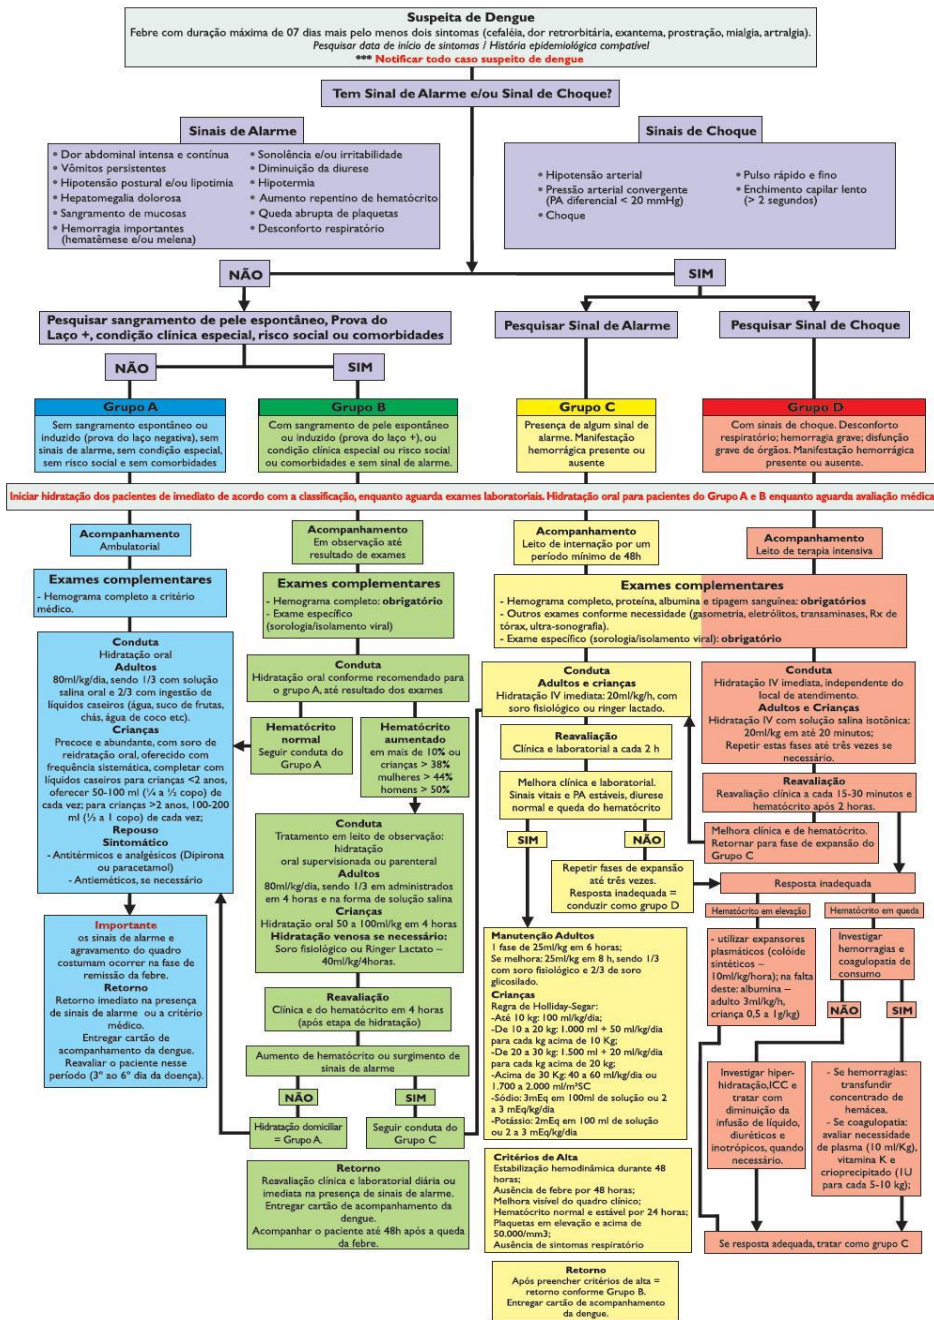 Suspeita de Dengue
Febre com duração máxima de 07 dias mais pelo menos dois sintomas (cefaléia, dor retrorbitária, exantema, prostração, mialgia, artralgia).
Pesquisar data de início de sintomas / História epidemiológica compatível
*** Notificar todo caso suspeito de dengue
Tem Sinal de Alarme e/ou Sinal de Choque?
Sinais de Alarme
• Dor abdominal intensa e contínua
• Vômitos persistentes
• Hipotensão postural e/ou lipotimia
• Hepatomegalia dolorosa
• Sangramento de mucosas
• Hemorragia importantes
(hematêmese e/ou melena)
• Sonolência e/ou irritabilidade
• Diminuição da diurese
• Hipotermia
• Aumento repentino de hematócrito
• Queda abrupta de plaquetas
• Desconforto respiratório
Sinais de Choque
• Hipotensão arterial
• Pressão arterial convergente
(PA diferencial < 20 mmHg)
• Choque
• Pulso rápido e fino
• Enchimento capilar lento
(> 2 segundos)
NÃO
SIM
Pesquisar sangramento de pele espontâneo, Prova do
Laço +, condição clínica especial, risco social ou comorbidades
Pesquisar Sinal de Alarme
Pesquisar Sinal de Choque
NÃO
SIM
Grupo A
Sem sangramento espontâneo ou
induzido (prova do laço negativa), sem
sinais de alarme, sem condição especial,
sem risco social e sem comorbidades
Grupo B
Com sangramento de pele espontâneo
ou induzido (prova do laço +), ou
condição clínica especial ou risco social
ou comorbidades e sem sinal de alarme.
Grupo C
Presença de algum sinal de
alarme. Manifestação
hemorrágica presente ou
ausente
Grupo D
Com sinais de choque. Desconforto
respiratório; hemorragia grave; disfunção
grave de órgãos. Manifestação hemorrágica
presente ou ausente.
Iniciar hidratação dos pacientes de imediato de acordo com a classificação, enquanto aguarda exames laboratoriais. Hidratação oral para pacientes do Grupo A e B enquanto aguarda avaliação médica
Acompanhamento
Ambulatorial
Exames complementares
- Hemograma completo a critério
médico.
Conduta
Hidratação oral
Adultos
80ml/kg/dia, sendo 1/3 com solução
salina oral e 2/3 com ingestão de
líquidos caseiros (água, suco de frutas,
chás, água de coco etc).
Crianças
Precoce e abundante, com soro de
reidratação oral, oferecido com
frequência sistemática, completar com
líquidos caseiros para crianças <2 anos,
oferecer 50-100 ml (¼ a ½ copo) de
cada vez; para crianças >2 anos, 100-200
ml (½ a 1 copo) de cada vez;
Repouso
Sintomático
- Antitérmicos e analgésicos (Dipirona
ou paracetamol)
- Antieméticos, se necessário
Importante
os sinais de alarme e
agravamento do quadro
costumam ocorrer na fase de
remissão da febre.
Retorno
Retorno imediato na presença
de sinais de alarme ou a critério
médico.
Entregar cartão de
acompanhamento da dengue.
Reavaliar o paciente nesse
período (3º ao 6º dia da doença).
Acompanhamento
Em observação até
resultado de exames
Exames complementares
- Hemograma completo: obrigatório
- Exame específico
(sorologia/isolamento viral)
Conduta
Hidratação oral conforme recomendado para
o grupo A, até resultado dos exames
Hematócrito
normal
Seguir conduta do
Grupo A
Hematócrito
aumentado
em mais de 10% ou
crianças > 38%
mulheres > 44%
homens > 50%
Conduta
Tratamento em leito de observação:
hidratação
oral supervisionada ou parenteral
Adultos
80ml/kg/dia, sendo 1/3 em administrados
em 4 horas e na forma de solução salina
Crianças
Hidratação oral 50 a 100ml/kg em 4 horas
Hidratação venosa se necessário:
Soro fisiológico ou Ringer Lactato –
40ml/kg/4horas.
Reavaliação
Clínica e do hematócrito em 4 horas
(após etapa de hidratação)
Aumento de hematócrito ou surgimento de
sinais de alarme
NÃO
SIM
Hidratação domiciliar
= Grupo A.
Seguir conduta do
Grupo C
Retorno
Reavaliação clínica e laboratorial diária ou
imediata na presença de sinais de alarme.
Entregar cartão de acompanhamento da
dengue.
Acompanhar o paciente até 48h após a queda
da febre.
Acompanhamento
Leito de internação por um
período mínimo de 48h
Acompanhamento
Leito de terapia intensiva
Exames complementares
- Hemograma completo, proteína, albumina e tipagem sanguínea: obrigatórios
- Outros exames conforme necessidade (gasometria, eletrólitos, transaminases, Rx de
tórax, ultra-sonografia).
- Exame específico (sorologia/isolamento viral): obrigatório
Conduta
Adultos e crianças
Hidratação IV imediata: 20ml/kg/h, com
soro fisiológico ou ringer lactado.
Reavaliação
Clínica e laboratorial a cada 2 h
Melhora clínica e laboratorial.
Sinais vitais e PA estáveis, diurese
normal e queda do hematócrito
SIM
NÃO
Repetir fases de expansão
até três vezes.
Resposta inadequada =
conduzir como grupo D
Manutenção Adultos
1 fase de 25ml/kg em 6 horas;
Se melhora: 25ml/kg em 8 h, sendo 1/3
com soro fisiológico e 2/3 de soro
glicosilado.
Crianças
Regra de Holliday-Segar:
-Até 10 kg: 100 ml/kg/dia;
-De 10 a 20 kg: 1.000 ml + 50 ml/kg/dia
para cada kg acima de 10 Kg;
-De 20 a 30 kg: 1.500 ml + 20 ml/kg/dia
para cada kg acima de 20 kg;
-Acima de 30 Kg: 40 a 60 ml/kg/dia ou
1.700 a 2.000 ml/m²SC
-Sódio: 3mEq em 100ml de solução ou 2
a 3 mEq/kg/dia
-Potássio: 2mEq em 100 ml de solução
ou 2 a 3 mEq/kg/dia
Critérios de Alta
Estabilização hemodinâmica durante 48
horas;
Ausência de febre por 48 horas;
Melhora visível do quadro clínico;
Hematócrito normal e estável por 24 horas;
Plaquetas em elevação e acima de
50.000/mm3;
Ausência de sintomas respiratório
Retorno
Após preencher critérios de alta =
retorno conforme Grupo B.
Entregar cartão de acompanhamento
da dengue.
Conduta
Hidratação IV imediata, independente do
local de atendimento.
Adultos e Crianças
Hidratação IV com solução salina isotônica:
20ml/kg em até 20 minutos;
Repetir estas fases até três vezes se
necessário.
Reavaliação
Reavaliação clínica a cada 15-30 minutos e
hematócrito após 2 horas.
Melhora clínica e de hematócrito.
Retornar para fase de expansão do
Grupo C
Resposta inadequada
Hematócrito em elevação
Hematócrito em queda
- utilizar expansores
plasmáticos (colóide
sintéticos –
10ml/kg/hora); na falta
deste: albumina –
adulto 3ml/kg/h,
criança 0,5 a 1g/kg)
Investigar
hemorragias e
coagulopatia de
consumo
NÃO
SIM
Investigar hiper-
hidratação,ICC e
tratar com
diminuição da
infusão de líquido,
diuréticos e
inotrópicos, quando
necessário.
- Se hemorragias:
transfundir
concentrado de
hemácea.
- Se coagulopatia:
avaliar necessidade
de plasma (10 ml/Kg),
vitamina K e
crioprecipitado (1U
para cada 5-10 kg);
Se resposta adequada, tratar como grupo C